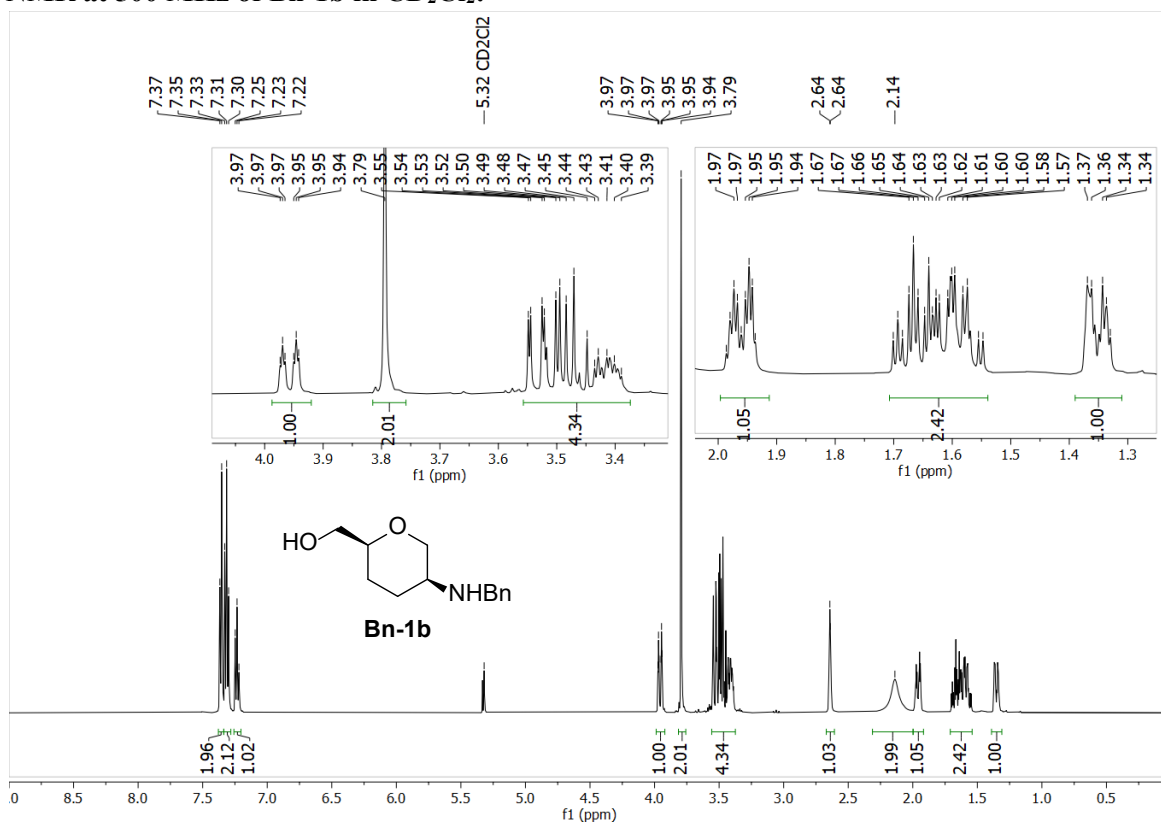 NMR at 500 MHz of Bn-1b in CD2Cl2.
7.37 7.35 7.33 7.31 7.30 7.25 7.23 7.22 5.32 CD2Cl2 3.97 3.97 3.97 3.95 3.95 3.94 3.79 2.64 2.64 2.14
3.97 3.97 3.97 3.95 3.95 3.94 3.79 3.55 3.54 3.53 3.52 3.50 3.49 3.48 3.47 3.45 3.44 3.43 3.41 3.40 3.39
1.97 1.97 1.95 1.95 1.94 1.67 1.67 1.66 1.65 1.64 1.63 1.63 1.62 1.61 1.60 1.60 1.58 1.57 1.37 1.36 1.34 1.34
1.00 2.01 4.34
4.0 3.9 3.8 3.7 3.6 3.5 3.4
f1 (ppm)
1.05 2.42 1.00
2.0 1.9 1.8 1.7 1.6 1.5 1.4 1.3
f1 (ppm)
HO O
NHBn
Bn-1b
1.96 2.12 1.02 1.00 2.01 4.34 1.03 1.99 1.05 2.42 1.00
.0 8.5 8.0 7.5 7.0 6.5 6.0 5.5 5.0 4.5 4.0 3.5 3.0 2.5 2.0 1.5 1.0 0.5
f1 (ppm)